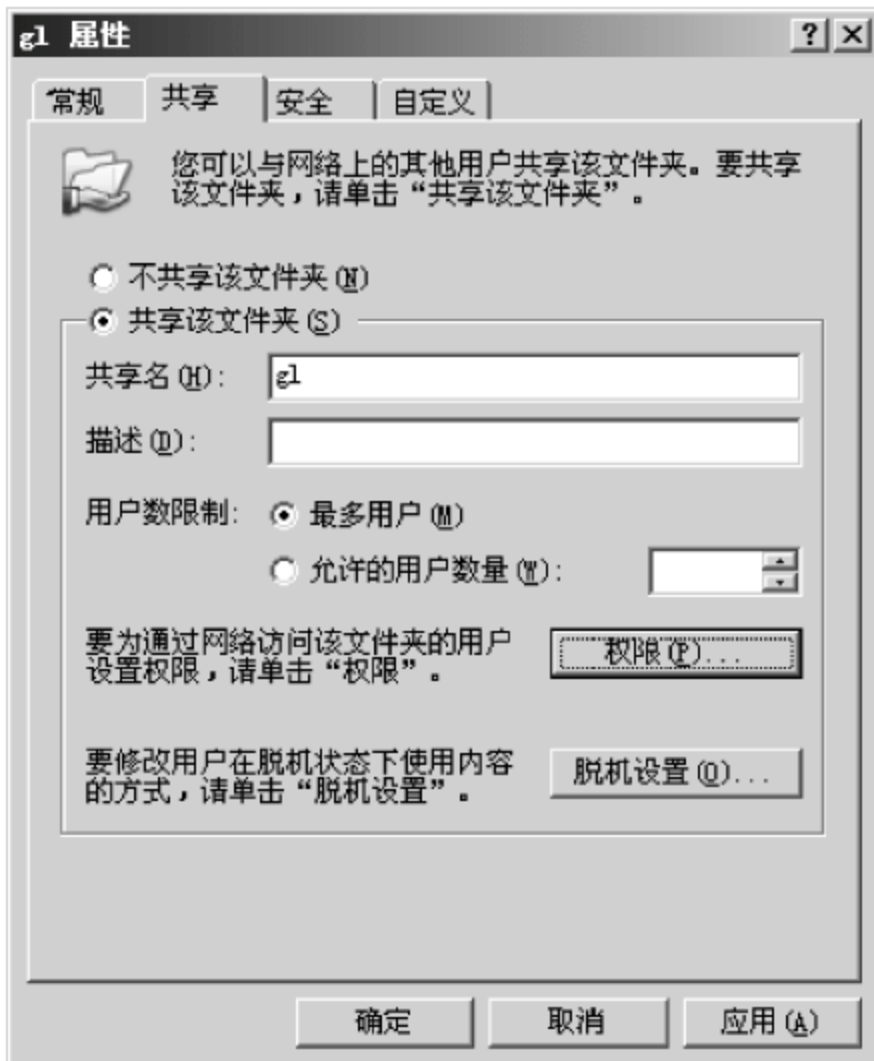 gl 属性
常规 共享 安全 自定义
您可以与网络上的其他用户共享该文件夹。要共享
该文件夹，请单击“共享该文件夹”。
不共享该文件夹(N)
共享该文件夹(S)
共享名(H): gl
描述(D):
用户数限制: 最多用户(M)
允许的用户数量(W):
要为通过网络访问该文件夹的用户
设置权限，请单击“权限”。
权限(P)...
要修改用户在脱机状态下使用内容
的方式，请单击“脱机设置”。
脱机设置(O)...
确定 取消 应用(A)